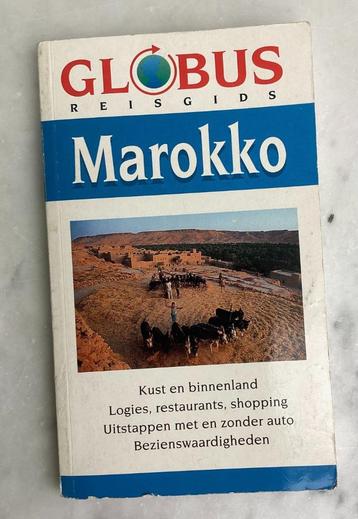 GLOBUS
REISGIDS
Marokko
Kust en binnenland
Logies, restaurants, shopping
Uitstappen met en zonder auto
Bezienswaardigheden